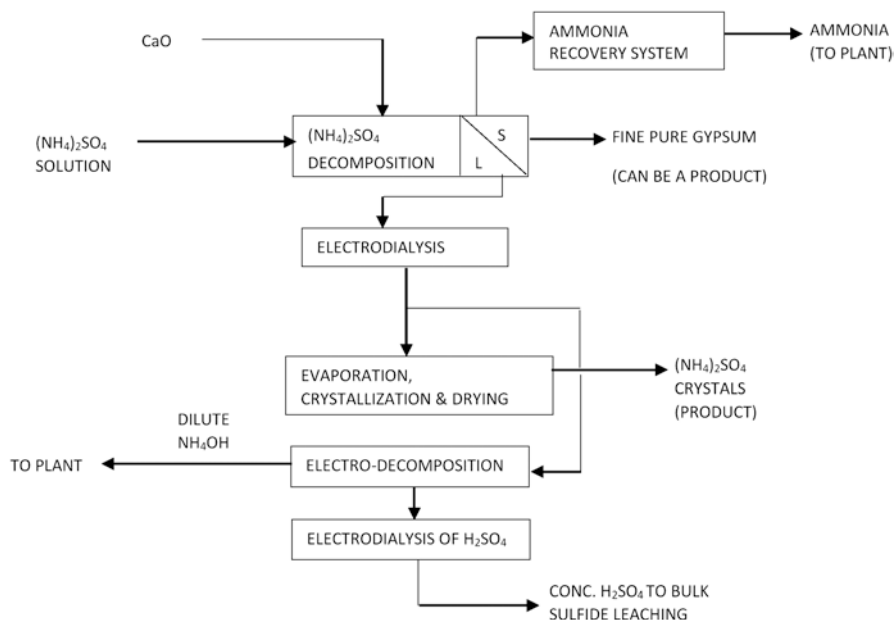 CaO
AMMONIA
RECOVERY SYSTEM
AMMONIA
(TO PLANT)
(NH₄)₂SO₄
SOLUTION
(NH₄)₂SO₄
DECOMPOSITION
S
L
FINE PURE GYPSUM
(CAN BE A PRODUCT)
ELECTRODIALYSIS
EVAPORATION,
CRYSTALLIZATION & DRYING
(NH₄)₂SO₄
CRYSTALS
(PRODUCT)
DILUTE
NH₄OH
TO PLANT
ELECTRO-DECOMPOSITION
ELECTRODIALYSIS OF H₂SO₄
CONC. H₂SO₄ TO BULK
SULFIDE LEACHING